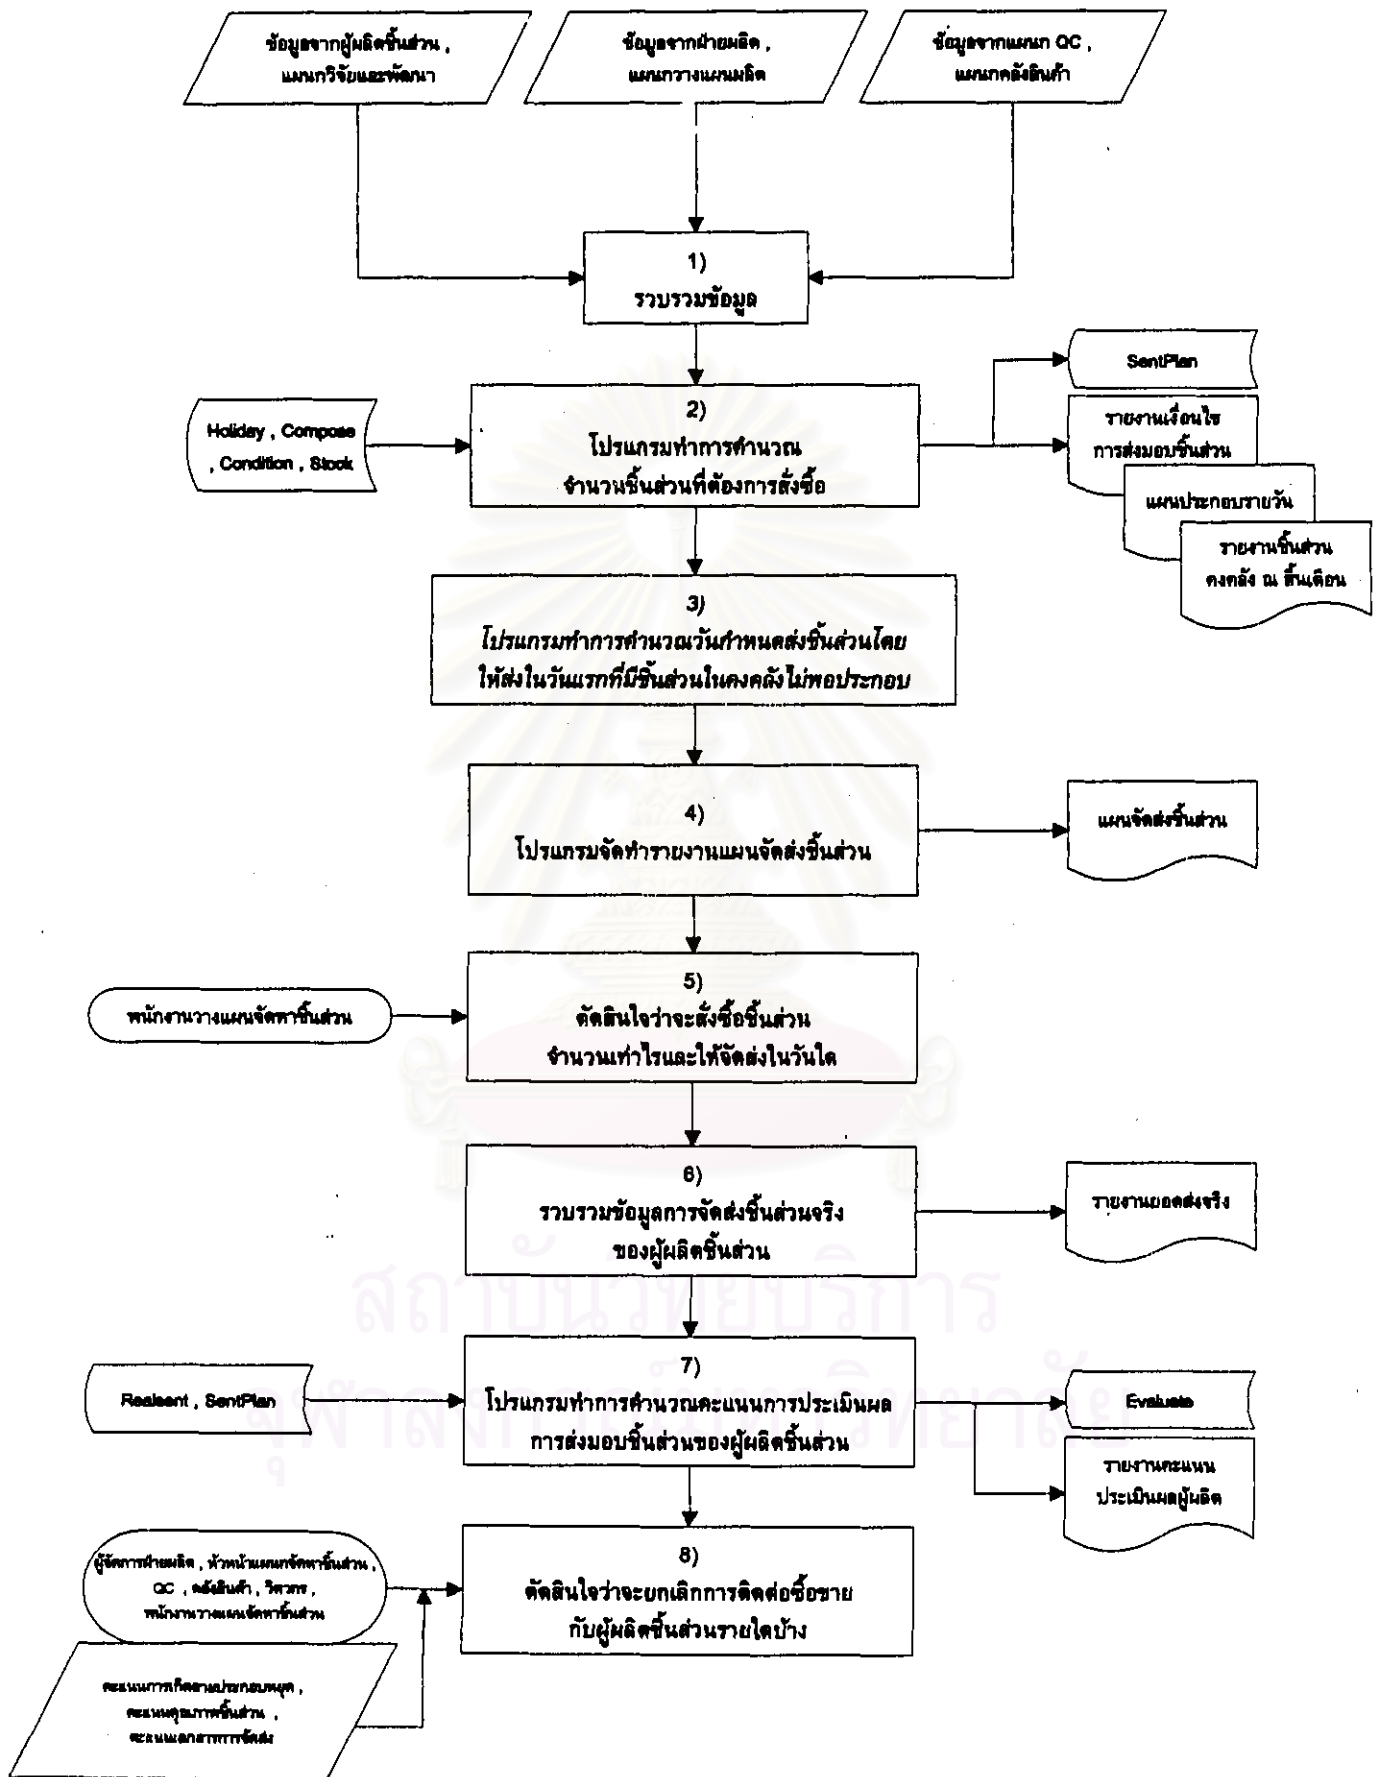 ข้อมูลจากผู้ผลิตชิ้นส่วน ,
แผนกวิจัยและพัฒนา
ข้อมูลจากฝ่ายผลิต ,
แผนกวางแผนผลิต
ข้อมูลจากแผนก QC ,
แผนกคลังสินค้า
1)
รวบรวมข้อมูล
Holiday , Compose
, Condition , Stock
2)
โปรแกรมทำการคำนวณ
จำนวนชิ้นส่วนที่ต้องการสั่งซื้อ
SentPlan
รายงานเงื่อนไข
การส่งมอบชิ้นส่วน
แผนประกอบรายวัน
รายงานชิ้นส่วน
คงคลัง ณ สิ้นเดือน
3)
โปรแกรมทำการคำนวณวันกำหนดส่งชิ้นส่วนโดย
ให้ส่งในวันแรกที่มีชิ้นส่วนในคงคลังไม่พอประกอบ
4)
โปรแกรมจัดทำรายงานแผนจัดส่งชิ้นส่วน
แผนจัดส่งชิ้นส่วน
พนักงานวางแผนจัดหาชิ้นส่วน
5)
ตัดสินใจว่าจะสั่งซื้อชิ้นส่วน
จำนวนเท่าไรและให้จัดส่งในวันใด
6)
รวบรวมข้อมูลการจัดส่งชิ้นส่วนจริง
ของผู้ผลิตชิ้นส่วน
รายงานยอดส่งจริง
สถาบันวิทยบริการ
จุฬาลงกรณ์มหาวิทยาลัย
Realsent , SentPlan
7)
โปรแกรมทำการคำนวณคะแนนการประเมินผล
การส่งมอบชิ้นส่วนของผู้ผลิตชิ้นส่วน
Evaluate
รายงานคะแนน
ประเมินผลผู้ผลิต
ผู้จัดการฝ่ายผลิต , หัวหน้าแผนกจัดหาชิ้นส่วน ,
QC , คลังสินค้า , วิศวกร ,
พนักงานวางแผนจัดหาชิ้นส่วน
8)
ตัดสินใจว่าจะยกเลิกการติดต่อซื้อขาย
กับผู้ผลิตชิ้นส่วนรายใดบ้าง
คะแนนการเกิดสายประกอบหยุด ,
คะแนนคุณภาพชิ้นส่วน ,
คะแนนเอกสารการจัดส่ง